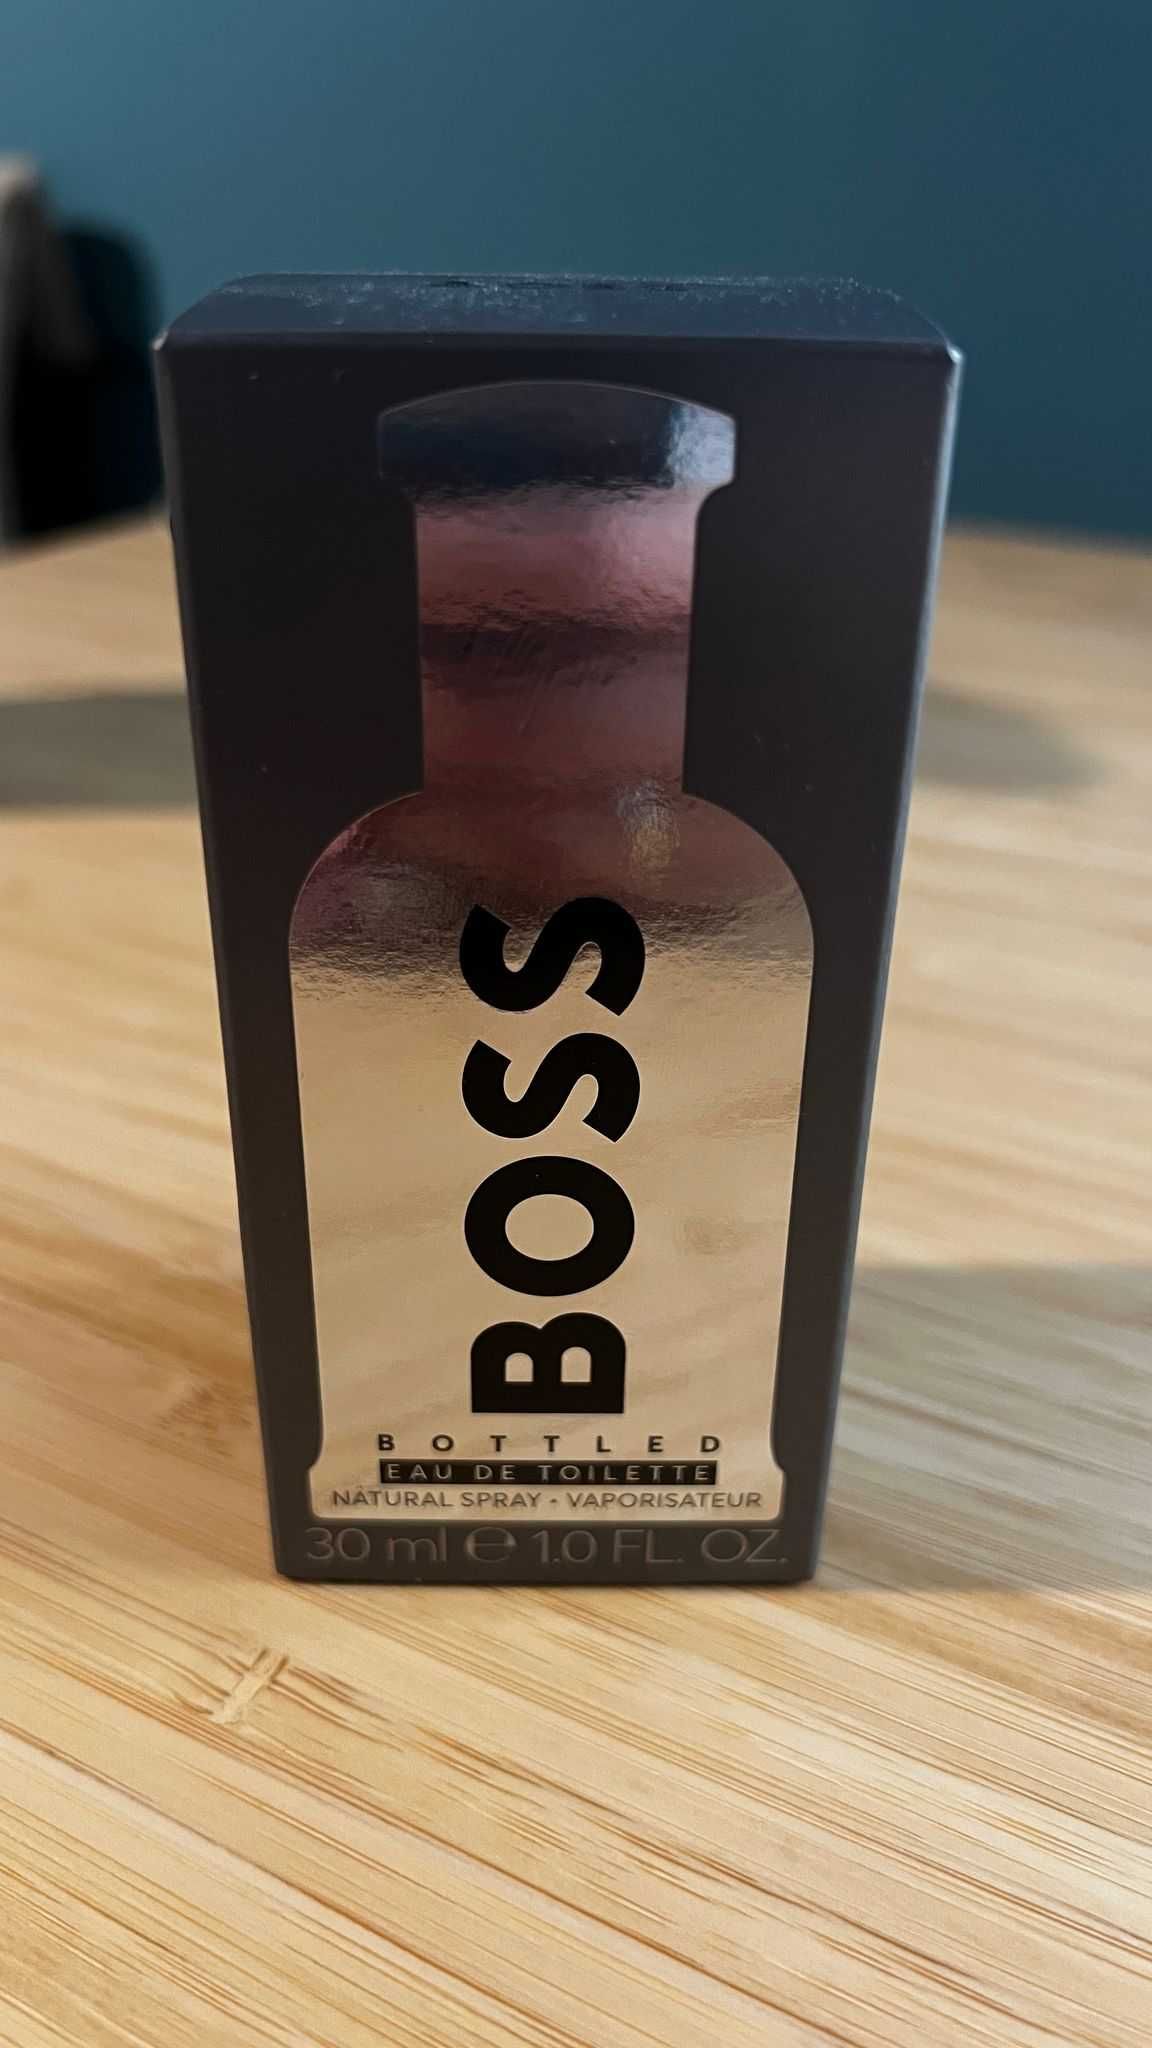 BOSS
BOTTLED
EAU DE TOILETTE
NATURAL SPRAY • VAPORISATEUR
30 ml ℮ 1.0 FL. OZ.